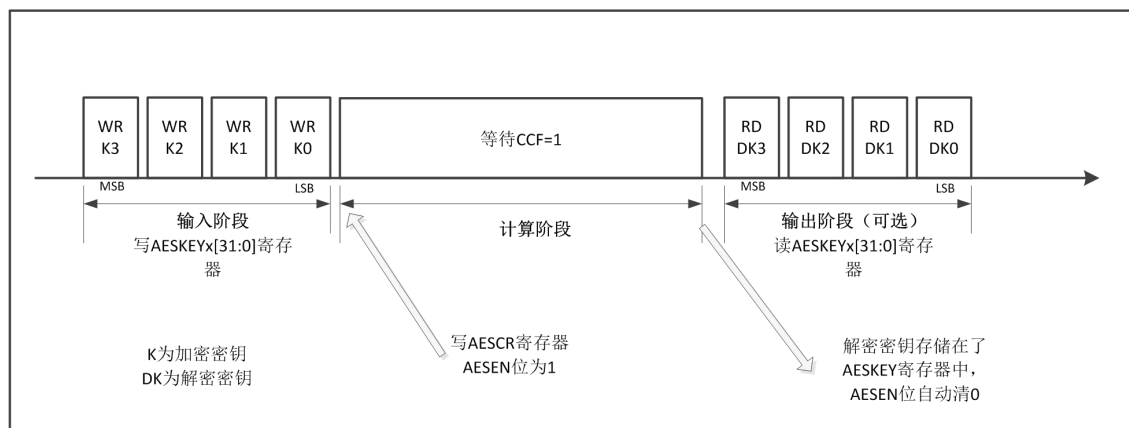 WR
K3
WR
K2
WR
K1
WR
K0
等待CCF=1
RD
DK3
RD
DK2
RD
DK1
RD
DK0
MSB
LSB
MSB
LSB
输入阶段
写AESKEYx[31:0]寄存
器
计算阶段
输出阶段（可选）
读AESKEYx[31:0]寄存
器
K为加密密钥
DK为解密密钥
写AESCR寄存器
AESEN位为1
解密密钥存储在了
AESKEY寄存器中，
AESEN位自动清0